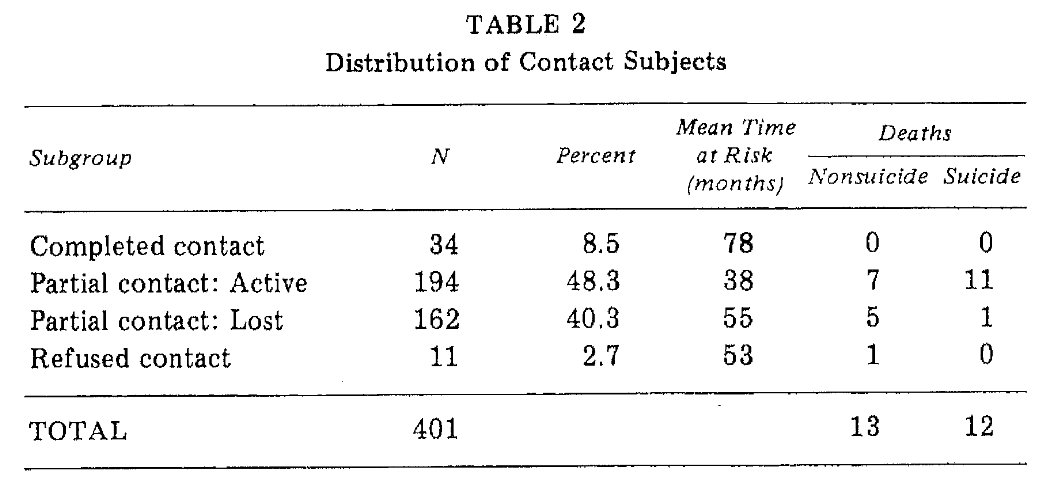 TABLE 2
Distribution of Contact Subjects
Subgroup N Percent Mean Time at Risk (months) Deaths
Nonsuicide Suicide
Completed contact 34 8.5 78 0 0
Partial contact: Active 194 48.3 38 7 11
Partial contact: Lost 162 40.3 55 5 1
Refused contact 11 2.7 53 1 0
TOTAL 401 13 12